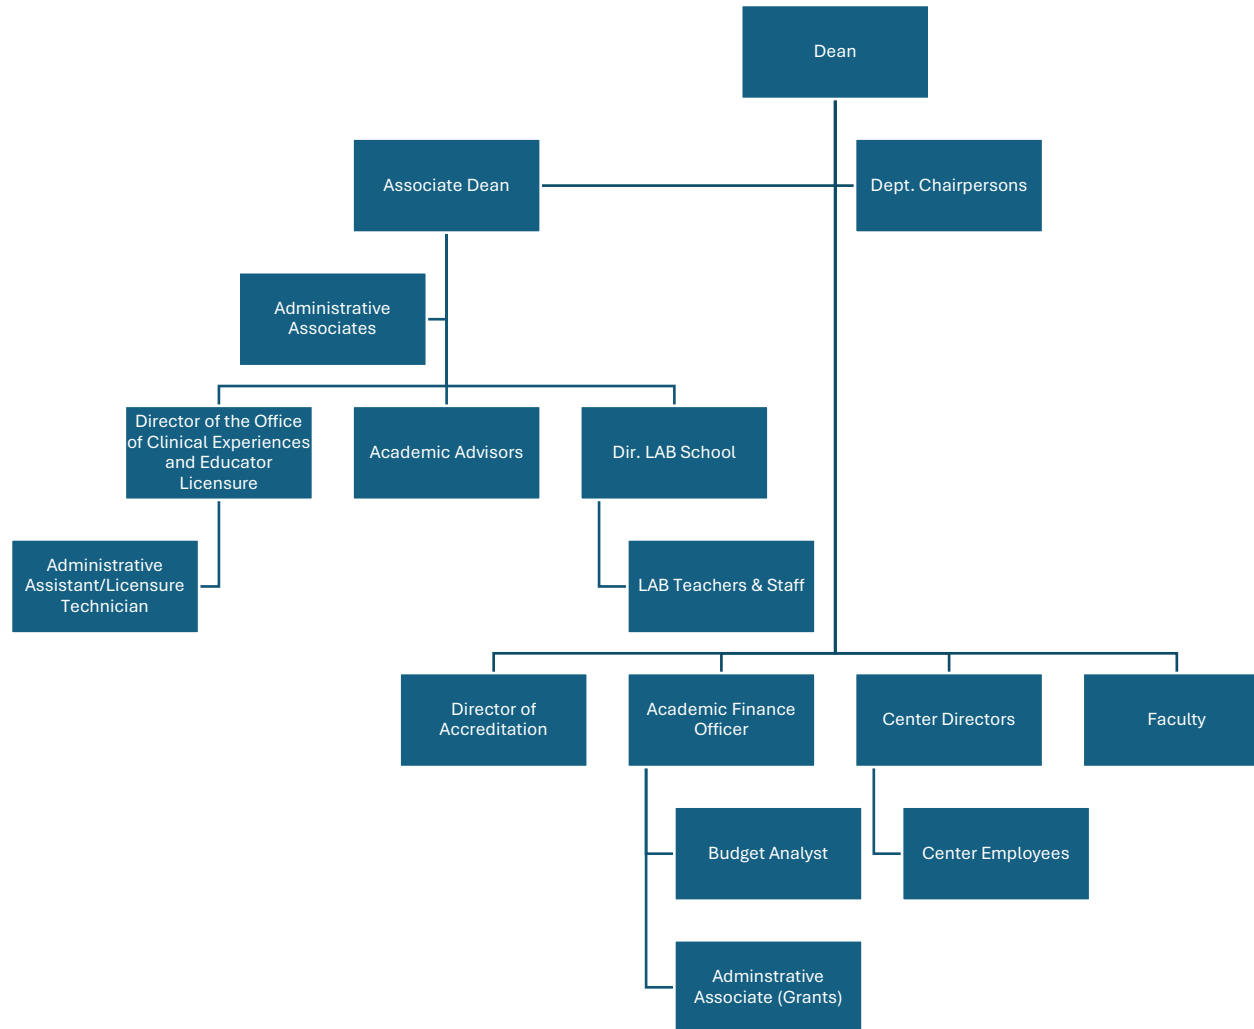 Dean
Associate Dean
Dept. Chairpersons
Administrative
Associates
Director of the Office
of Clinical Experiences
and Educator
Licensure
Academic Advisors
Dir. LAB School
Administrative
Assistant/Licensure
Technician
LAB Teachers & Staff
Director of
Accreditation
Academic Finance
Officer
Center Directors
Faculty
Budget Analyst
Center Employees
Adminstrative
Associate (Grants)